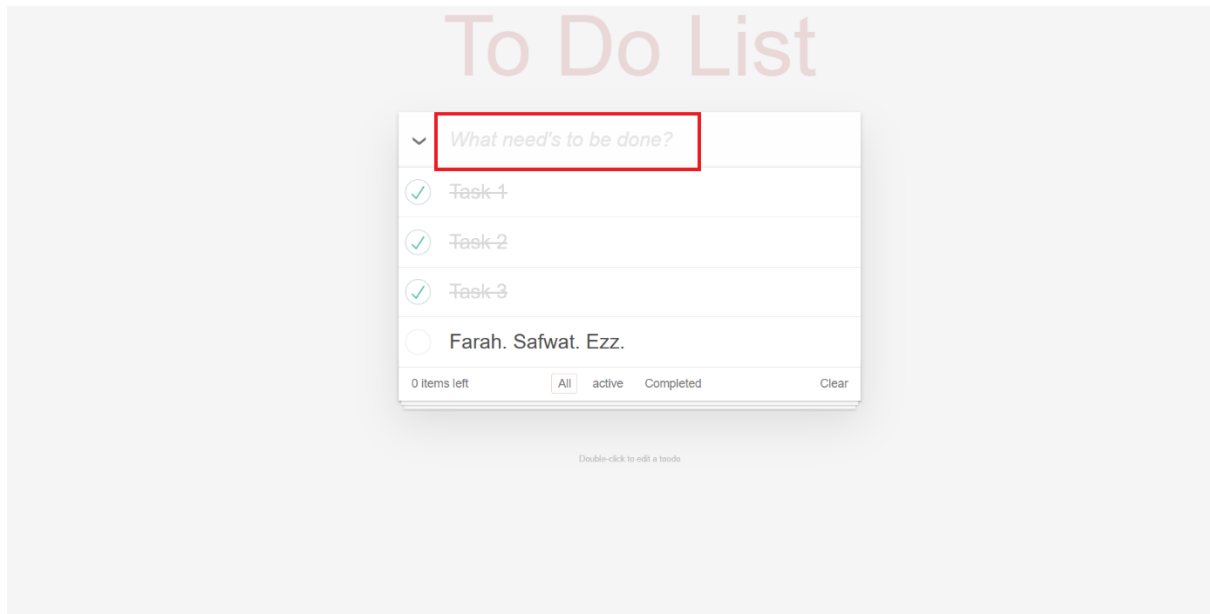 To Do List
What need's to be done?
Task 1
Task 2
Task 3
Farah. Safwat. Ezz.
0 items left All active Completed Clear
Double-click to edit a toodo